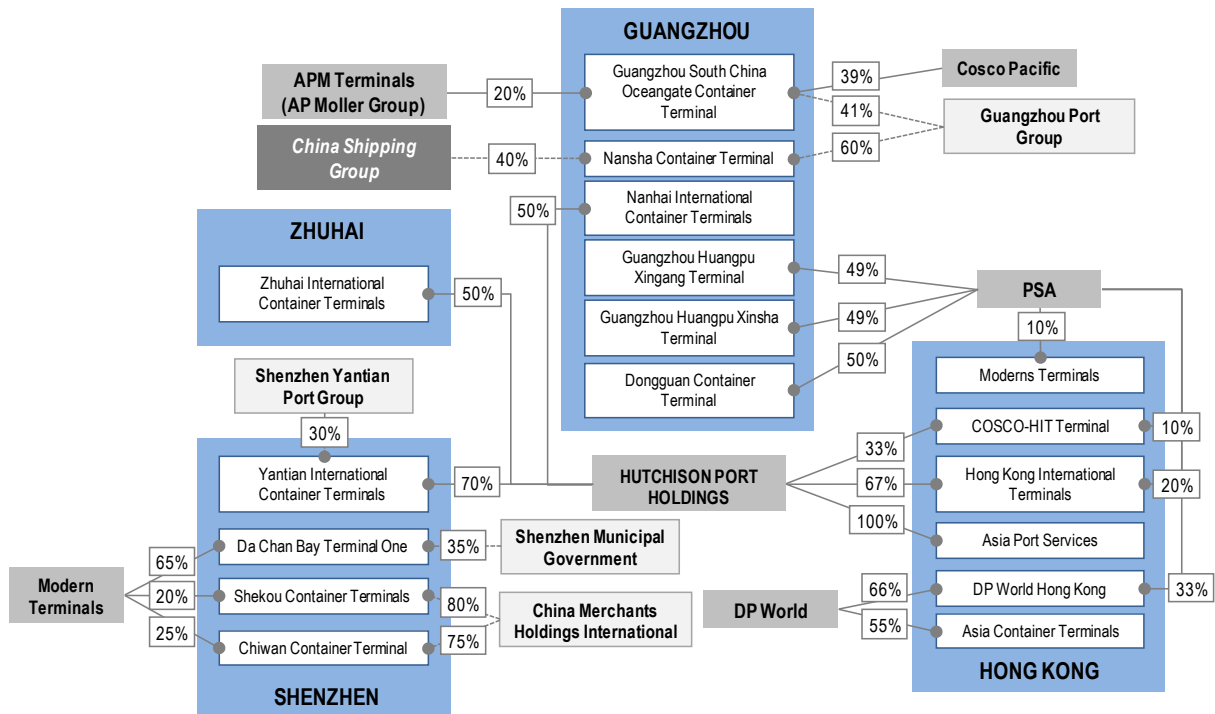 GUANGZHOU
APM Terminals
(AP Moller Group)
20%
Guangzhou South China
Oceangate Container
Terminal
39%
Cosco Pacific
41%
Guangzhou Port
Group
China Shipping
Group
40%
Nansha Container Terminal
60%
50%
Nanhai International
Container Terminals
ZHUHAI
Zhuhai International
Container Terminals
50%
Guangzhou Huangpu
Xingang Terminal
49%
PSA
Guangzhou Huangpu Xinsha
Terminal
49%
10%
Dongguan Container
Terminal
50%
Moderns Terminals
Shenzhen Yantian
Port Group
30%
COSCO-HIT Terminal
10%
33%
Yantian International
Container Terminals
70%
HUTCHISON PORT
HOLDINGS
67%
Hong Kong International
Terminals
20%
100%
Asia Port Services
Da Chan Bay Terminal One
35%
Shenzhen Municipal
Government
65%
Modern
Terminals
20%
Shekou Container Terminals
80%
China Merchants
Holdings International
DP World
66%
DP World Hong Kong
33%
25%
Chiwan Container Terminal
75%
55%
Asia Container Terminals
SHENZHEN
HONG KONG